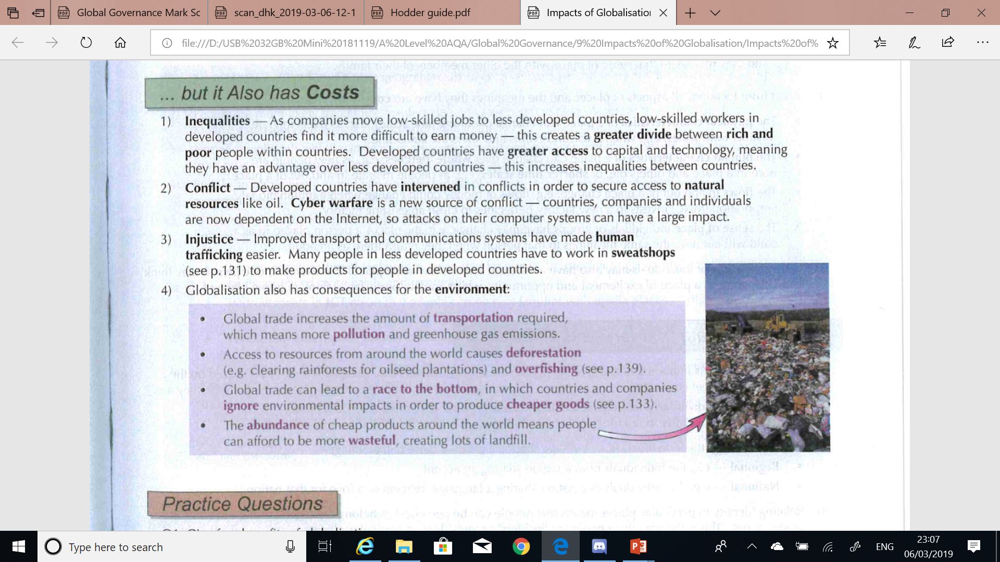 Global Governance Mark Sc
scan_dhk_2019-03-06-12-1
Hodder guide.pdf
Impacts of Globalisation
file:///D:/USB%2032GB%20Mini%20181119/A%20Level%20AQA/Global%20Governance/9%20Impacts%20of%20Globalisation/Impacts%20of%
... but it Also has Costs
1) Inequalities — As companies move low-skilled jobs to less developed countries, low-skilled workers in
developed countries find it more difficult to earn money — this creates a greater divide between rich and
poor people within countries. Developed countries have greater access to capital and technology, meaning
they have an advantage over less developed countries — this increases inequalities between countries.
2) Conflict — Developed countries have intervened in conflicts in order to secure access to natural
resources like oil. Cyber warfare is a new source of conflict — countries, companies and individuals
are now dependent on the Internet, so attacks on their computer systems can have a large impact.
3) Injustice — Improved transport and communications systems have made human
trafficking easier. Many people in less developed countries have to work in sweatshops
(see p.131) to make products for people in developed countries.
4) Globalisation also has consequences for the environment:
• Global trade increases the amount of transportation required,
which means more pollution and greenhouse gas emissions.
• Access to resources from around the world causes deforestation
(e.g. clearing rainforests for oilseed plantations) and overfishing (see p.139).
• Global trade can lead to a race to the bottom, in which countries and companies
ignore environmental impacts in order to produce cheaper goods (see p.133).
• The abundance of cheap products around the world means people
can afford to be more wasteful, creating lots of landfill.
Practice Questions
Type here to search
ENG
23:07
06/03/2019